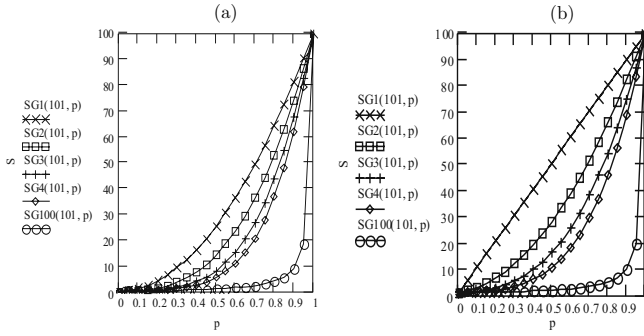 (a)
S
SG1(101, p)
SG2(101, p)
SG3(101, p)
SG4(101, p)
SG100(101, p)
100
90
80
70
60
50
40
30
20
10
0
0 0.1 0.2 0.3 0.4 0.5 0.6 0.7 0.8 0.9 1
p
(b)
S
SG1(101, p)
SG2(101, p)
SG3(101, p)
SG4(101, p)
SG100(101, p)
100
90
80
70
60
50
40
30
20
10
0
0 0.1 0.2 0.3 0.4 0.5 0.6 0.7 0.8 0.9
p